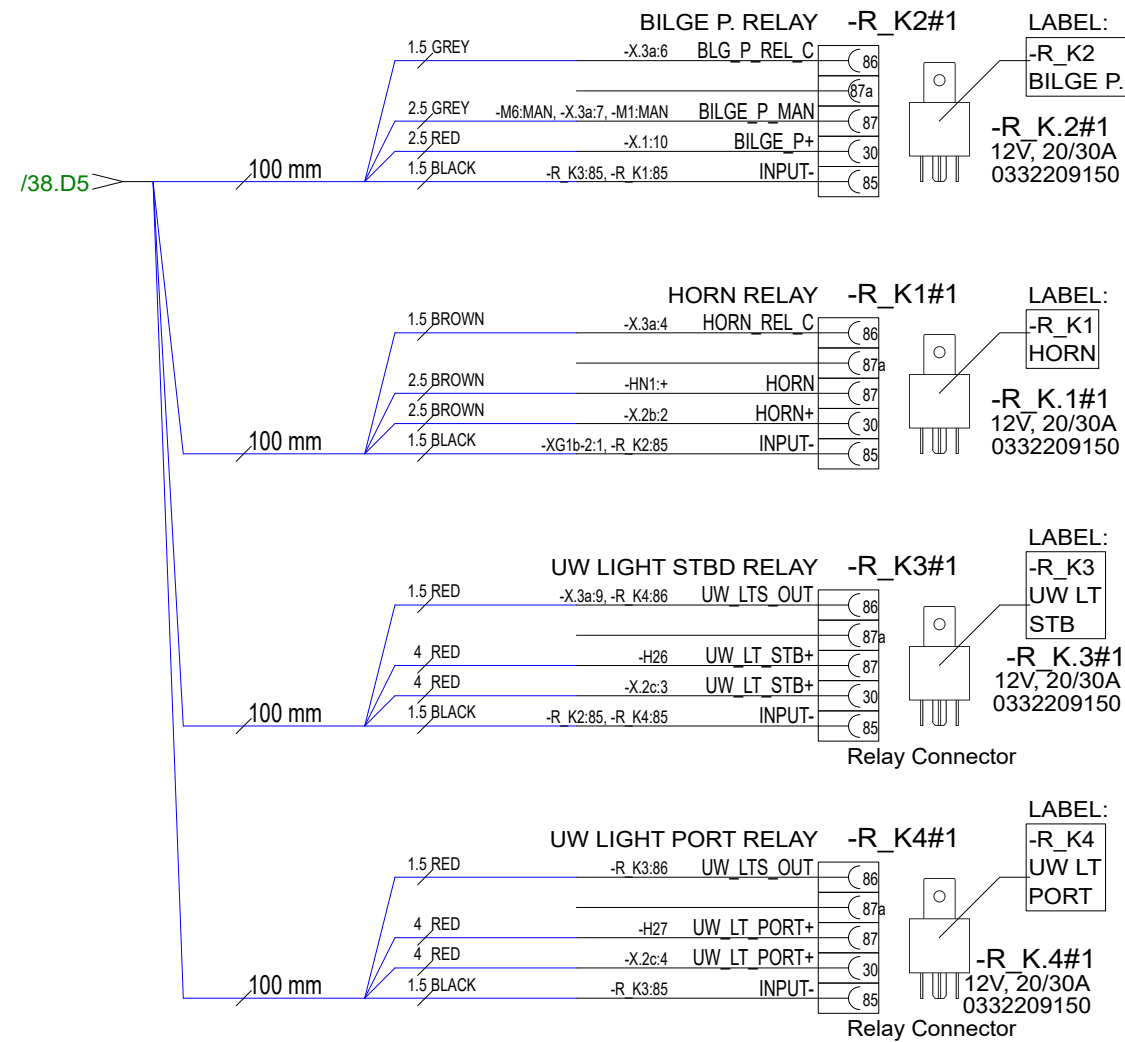 BILGE P. RELAY -R_K2#1 LABEL:
1.5 GREY -X.3a:6 BLG_P_REL_C 86 -R_K2
87a BILGE P.
2.5 GREY -M6:MAN, -X.3a:7, -M1:MAN BILGE_P_MAN 87 -R_K.2#1
2.5 RED -X.1:10 BILGE_P+ 30 12V, 20/30A
/38.D5 100 mm 1.5 BLACK -R_K3:85, -R_K1:85 INPUT- 85 0332209150
HORN RELAY -R_K1#1 LABEL:
1.5 BROWN -X.3a:4 HORN_REL_C 86 -R_K1
87a HORN
2.5 BROWN -HN1:+ HORN 87 -R_K.1#1
2.5 BROWN -X.2b:2 HORN+ 30 12V, 20/30A
100 mm 1.5 BLACK -XG1b-2:1, -R_K2:85 INPUT- 85 0332209150
LABEL:
UW LIGHT STBD RELAY -R_K3#1 -R_K3
1.5 RED -X.3a:9, -R_K4:86 UW_LTS_OUT 86 UW LT
87a STB
4 RED -H26 UW_LT_STB+ 87 -R_K.3#1
4 RED -X.2c:3 UW_LT_STB+ 30 12V, 20/30A
100 mm 1.5 BLACK -R_K2:85, -R_K4:85 INPUT- 85 0332209150
Relay Connector
LABEL:
UW LIGHT PORT RELAY -R_K4#1 -R_K4
1.5 RED -R_K3:86 UW_LTS_OUT 86 UW LT
87a PORT
4 RED -H27 UW_LT_PORT+ 87
4 RED -X.2c:4 UW_LT_PORT+ 30 -R_K.4#1
12V, 20/30A
100 mm 1.5 BLACK -R_K3:85 INPUT- 85 0332209150
Relay Connector